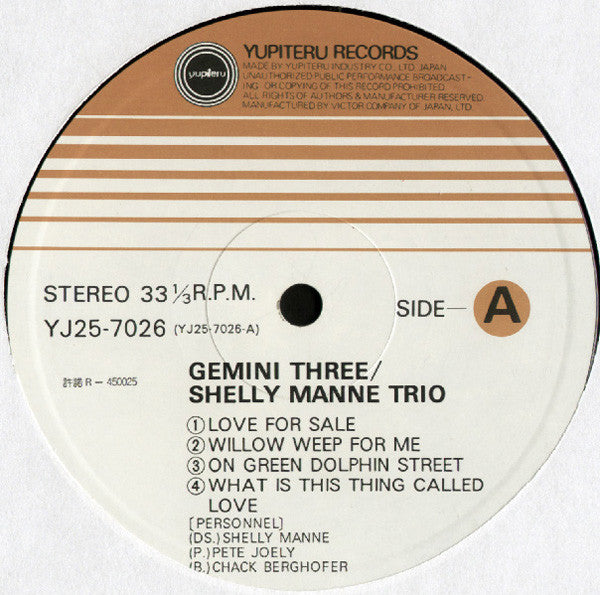 yupiteru
YUPITERU RECORDS
MADE BY YUPITERU INDUSTRY CO., LTD. JAPAN
UNAUTHORIZED PUBLIC PERFORMANCE BROADCAST-
ING OR COPYING OF THIS RECORD PROHIBITED
ALL RIGHTS OF AUTHORS & MANUFACTURER RESERVED
MANUFACTURED BY VICTOR COMPANY OF JAPAN, LTD.
STEREO 33 1/3 R.P.M.
SIDE— A
YJ25-7026 (YJ25-7026-A)
許諾 R — 450025
GEMINI THREE/
SHELLY MANNE TRIO
①LOVE FOR SALE
②WILLOW WEEP FOR ME
③ON GREEN DOLPHIN STREET
④WHAT IS THIS THING CALLED
LOVE
[PERSONNEL]
(DS.) SHELLY MANNE
(P.) PETE JOELY
(B.) CHACK BERGHOFER